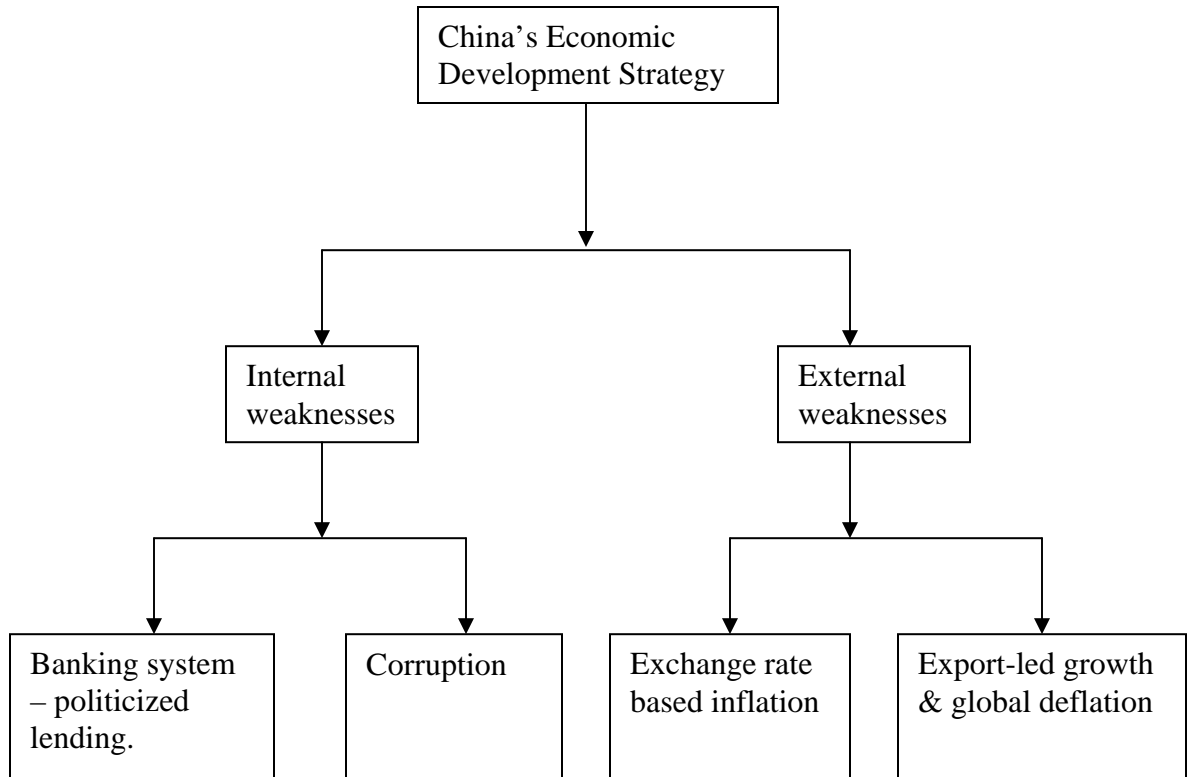 China’s Economic
Development Strategy
Internal
weaknesses
External
weaknesses
Banking system
– politicized
lending.
Corruption
Exchange rate
based inflation
Export-led growth
& global deflation